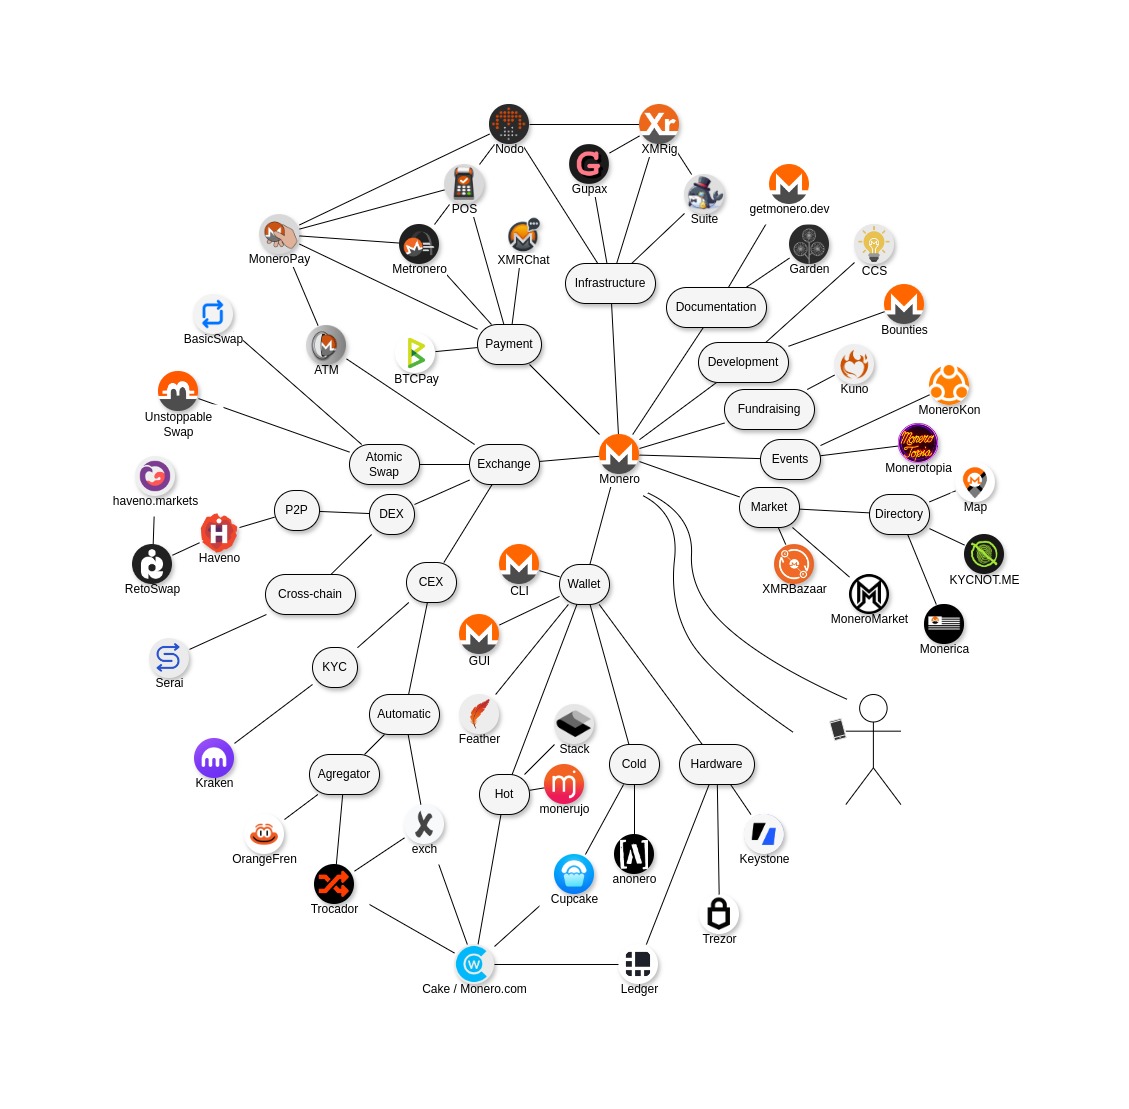 Nodo
XMRig
Gupax
POS
Suite
getmonero.dev
MoneroPay
Metronero
XMRChat
Garden
CCS
Infrastructure
Documentation
Bounties
BasicSwap
ATM
BTCPay
Payment
Development
Kuno
Fundraising
MoneroKon
Unstoppable
Swap
Atomic
Swap
Exchange
Monero
Events
Monero
Topia
Monerotopia
haveno.markets
P2P
DEX
Market
Directory
Map
Haveno
RetoSwap
Cross-chain
CEX
CLI
Wallet
XMRBazaar
MoneroMarket
KYCNOT.ME
Monerica
GUI
Serai
KYC
Automatic
Feather
Stack
Cold
Hardware
Kraken
Agregator
Hot
monerujo
OrangeFren
exch
Cupcake
anonero
Keystone
Trocador
Trezor
Cake / Monero.com
Ledger